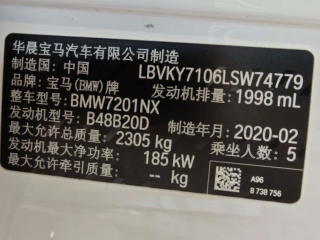 华晨宝马汽车有限公司制造
制造国：中国 LBVKY7106LSW74779
品牌：宝马(BMW)牌 发动机排量：1998 mL
整车型号：BMW7201NX
发动机型号：B48B20D 制造年月：2020-02
最大允许总质量：2305 kg 乘坐人数：5
发动机最大净功率：185 kW
最大允许牵引质量：-- kg
A96
8 738 756